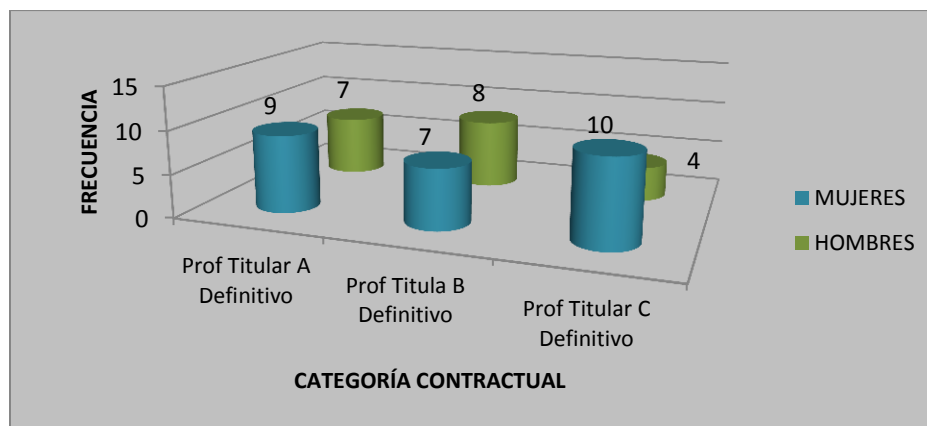 FRECUENCIA
15
10
5
0
9
7
7
8
10
4
Prof Titular A
Definitivo
Prof Titula B
Definitivo
Prof Titular C
Definitivo
CATEGORÍA CONTRACTUAL
MUJERES
HOMBRES